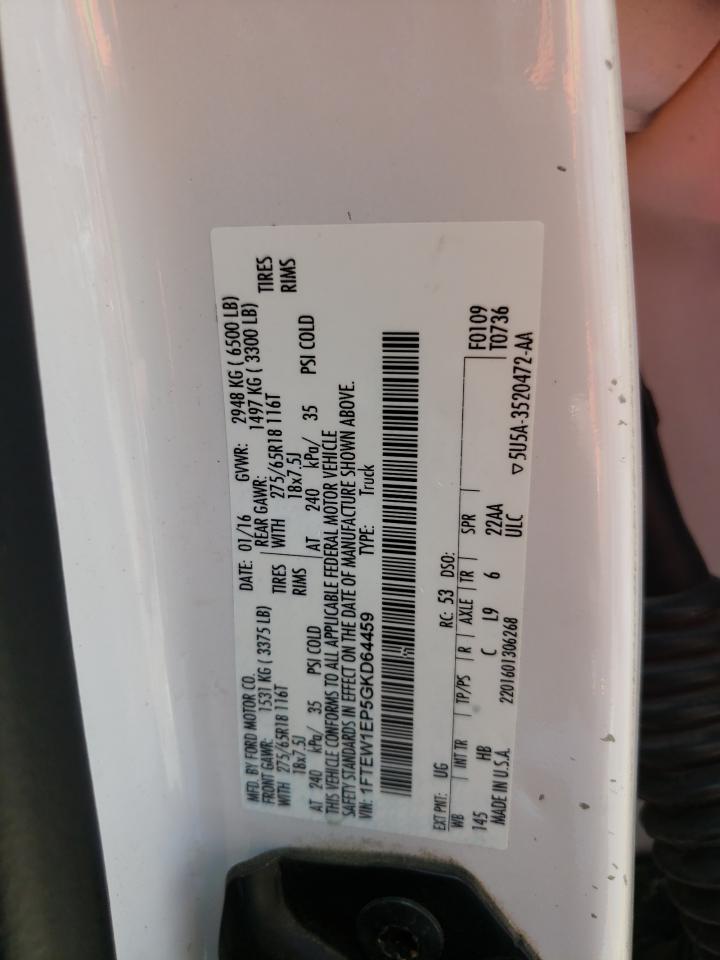 MFD. BY FORD MOTOR CO. DATE: 01/16 GVWR: 2948 KG ( 6500 LB)
FRONT GAWR: 1531 KG ( 3375 LB) REAR GAWR: 1497 KG ( 3300 LB)
WITH 275/65R18 116T TIRES WITH 275/65R18 116T TIRES
18x7.5J RIMS 18x7.5J RIMS
AT 240 kPa/ 35 PSI COLD AT 240 kPa/ 35 PSI COLD
THIS VEHICLE CONFORMS TO ALL APPLICABLE FEDERAL MOTOR VEHICLE
SAFETY STANDARDS IN EFFECT ON THE DATE OF MANUFACTURE SHOWN ABOVE.
VIN: 1FTEW1EP5GKD64459 TYPE: Truck
EXT PNT: UG RC: 53 DSO:
WB INT TR TP/PS R AXLE TR SPR F0109
145 HB C L9 6 22AA T0736
MADE IN U.S.A. 2201601306268 ULC
▽5U5A-3520472-AA